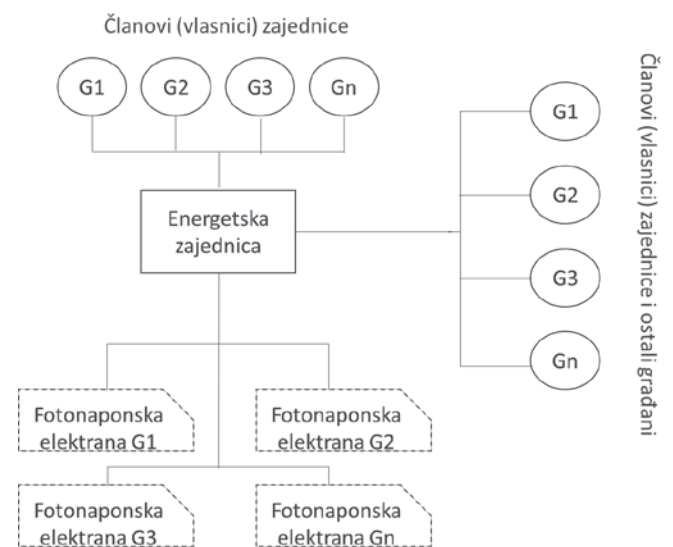 Članovi (vlasnici) zajednice
G1
G2
G3
Gn
Energetska
zajednica
G1
G2
G3
Gn
Članovi (vlasnici) zajednice i ostali građani
Fotonaponska
elektrana G1
Fotonaponska
elektrana G2
Fotonaponska
elektrana G3
Fotonaponska
elektrana Gn